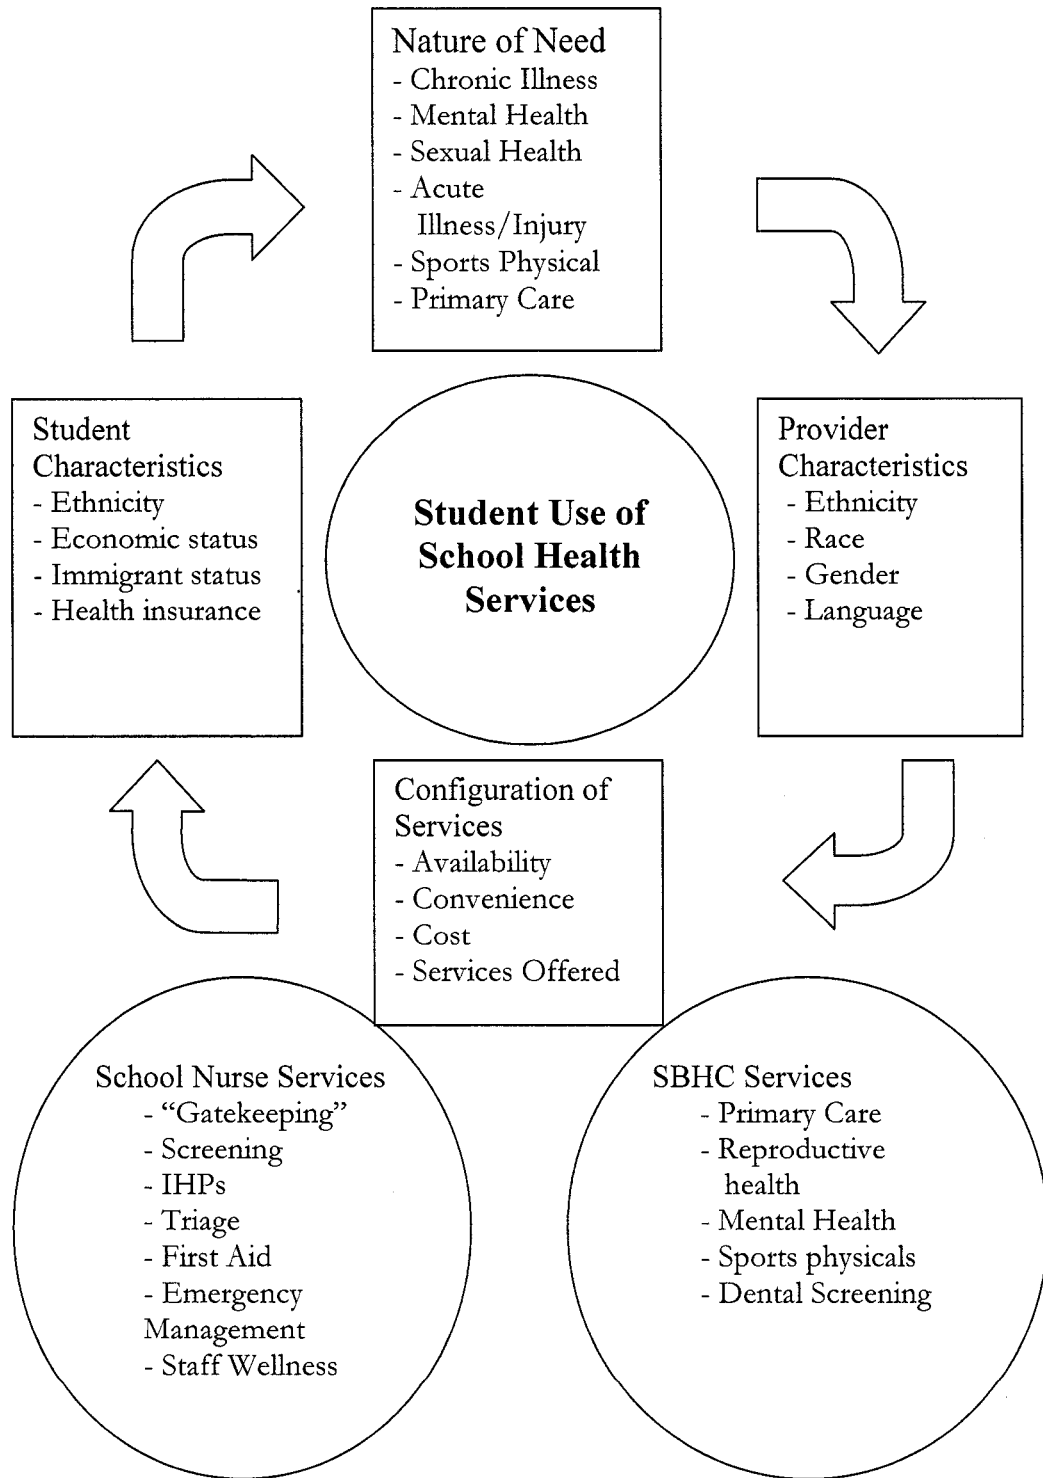 Nature of Need
- Chronic Illness
- Mental Health
- Sexual Health
- Acute
Illness/Injury
- Sports Physical
- Primary Care
Student
Characteristics
- Ethnicity
- Economic status
- Immigrant status
- Health insurance
Student Use of
School Health
Services
Provider
Characteristics
- Ethnicity
- Race
- Gender
- Language
Configuration of
Services
- Availability
- Convenience
- Cost
- Services Offered
School Nurse Services
- “Gatekeeping”
- Screening
- IHPs
- Triage
- First Aid
- Emergency
Management
- Staff Wellness
SBHC Services
- Primary Care
- Reproductive
health
- Mental Health
- Sports physicals
- Dental Screening